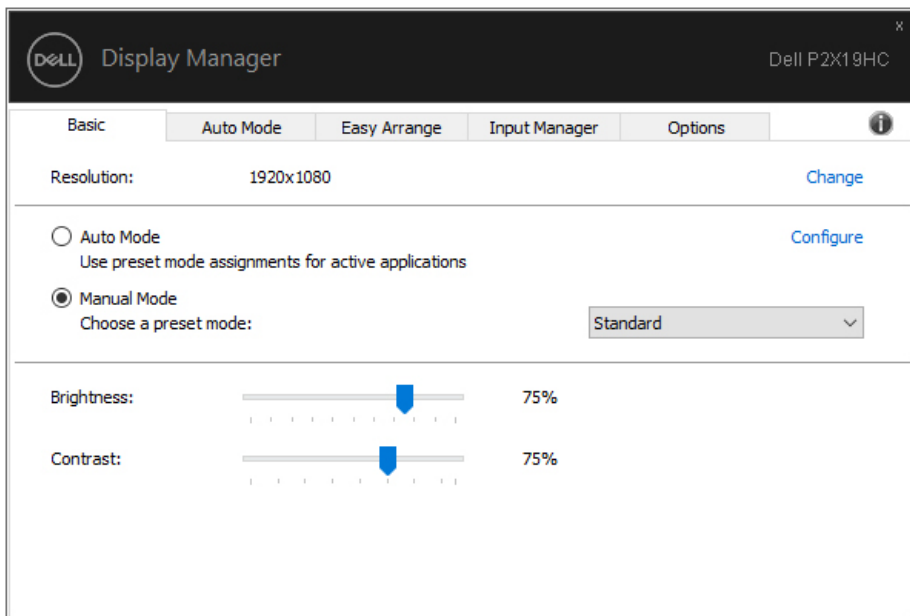 x
DELL Display Manager Dell P2X19HC
Basic Auto Mode Easy Arrange Input Manager Options i
Resolution: 1920x1080 Change
Auto Mode Configure
Use preset mode assignments for active applications
Manual Mode
Choose a preset mode: Standard
Brightness: 75%
Contrast: 75%